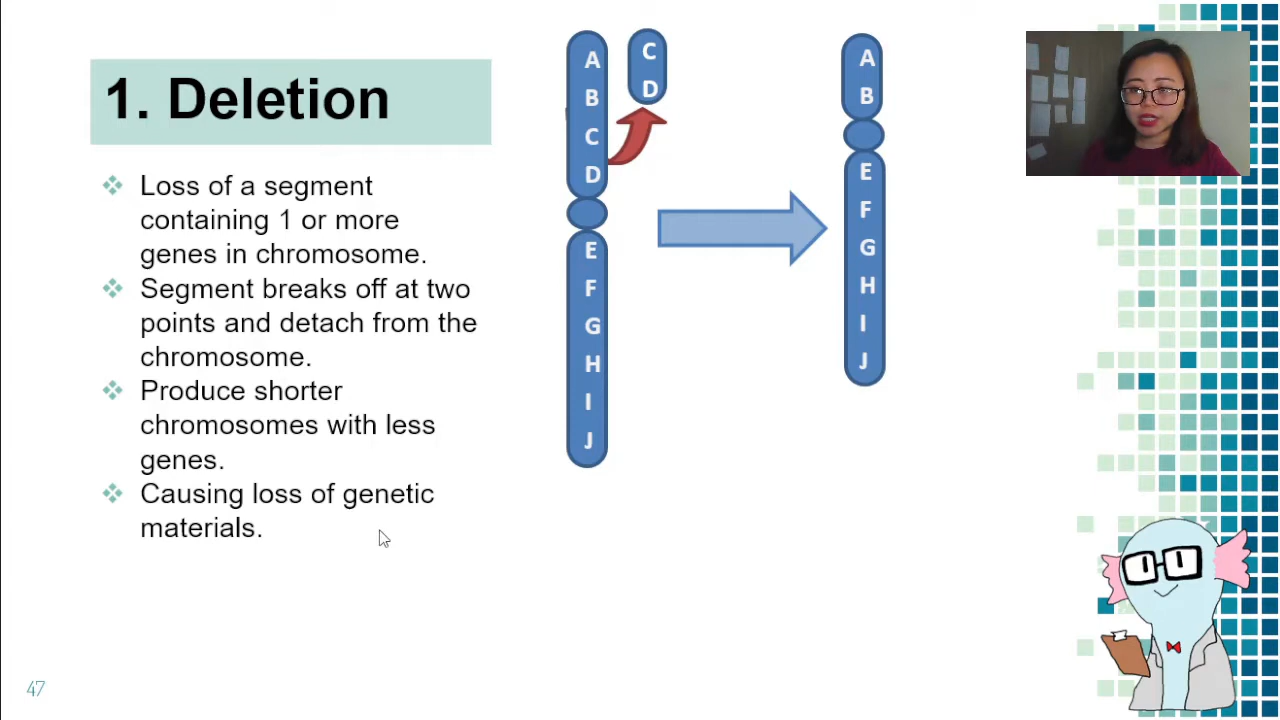 1. Deletion
Loss of a segment
containing 1 or more
genes in chromosome.
Segment breaks off at two
points and detach from the
chromosome.
Produce shorter
chromosomes with less
genes.
Causing loss of genetic
materials.
A
B
C
D
E
F
G
H
I
J
C
D
A
B
E
F
G
H
I
J
47